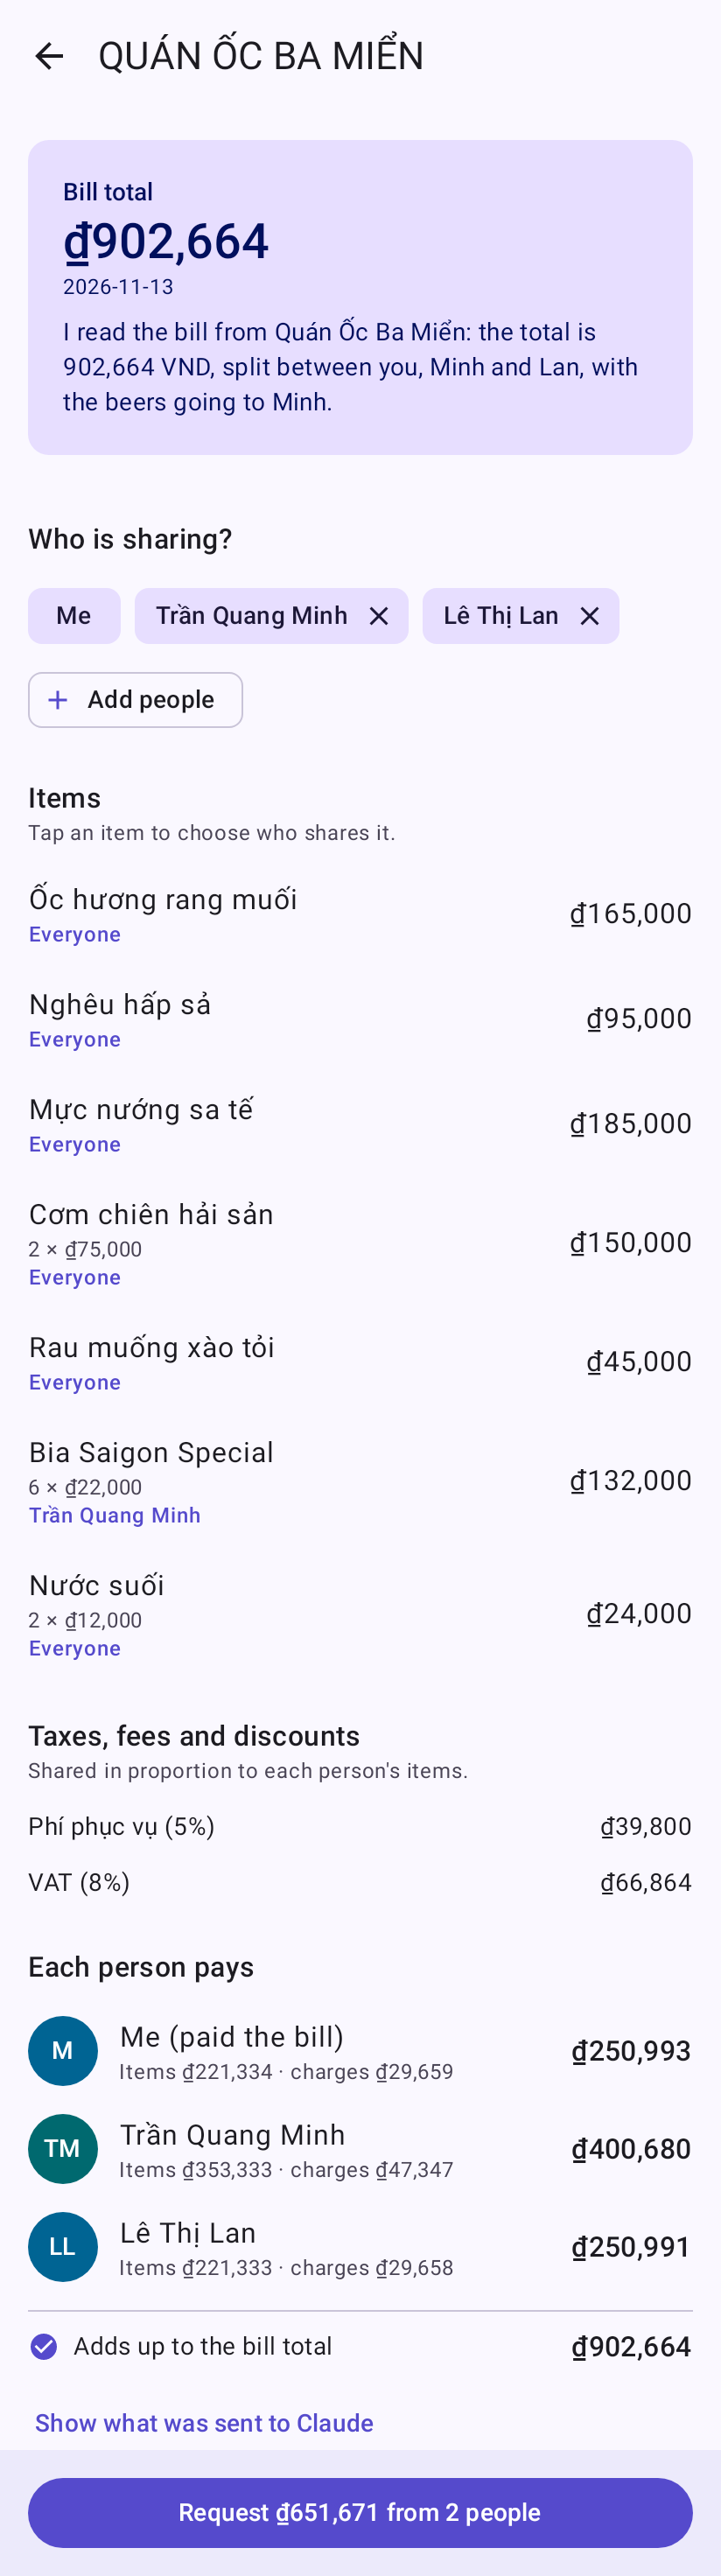 QUÁN ỐC BA MIỂN
Bill total
₫902,664
2026-11-13
I read the bill from Quán Ốc Ba Miển: the total is
902,664 VND, split between you, Minh and Lan, with
the beers going to Minh.
Who is sharing?
Me
Trần Quang Minh
Lê Thị Lan
Add people
Items
Tap an item to choose who shares it.
Ốc hương rang muối
Everyone
₫165,000
Nghêu hấp sả
Everyone
₫95,000
Mực nướng sa tế
Everyone
₫185,000
Cơm chiên hải sản
2 × ₫75,000
Everyone
₫150,000
Rau muống xào tỏi
Everyone
₫45,000
Bia Saigon Special
6 × ₫22,000
Trần Quang Minh
₫132,000
Nước suối
2 × ₫12,000
Everyone
₫24,000
Taxes, fees and discounts
Shared in proportion to each person's items.
Phí phục vụ (5%) ₫39,800
VAT (8%) ₫66,864
Each person pays
M
Me (paid the bill)
Items ₫221,334 · charges ₫29,659
₫250,993
TM
Trần Quang Minh
Items ₫353,333 · charges ₫47,347
₫400,680
LL
Lê Thị Lan
Items ₫221,333 · charges ₫29,658
₫250,991
Adds up to the bill total ₫902,664
Show what was sent to Claude
Request ₫651,671 from 2 people